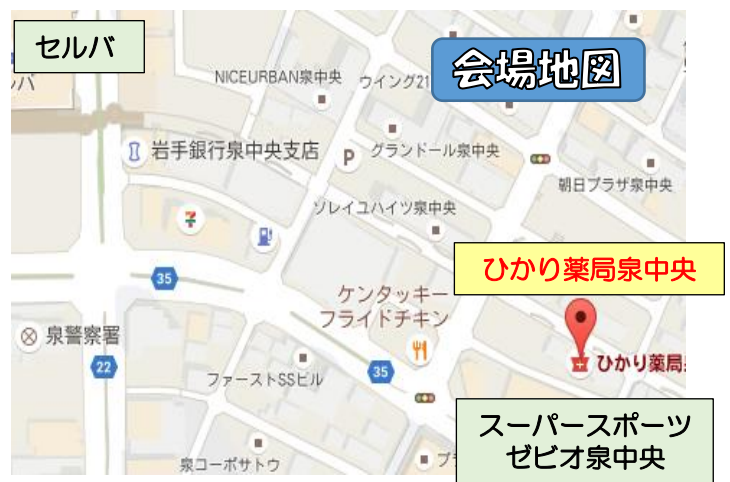 セルバ
会場地図
NICEURBAN泉中央
ウイング21
岩手銀行泉中央支店
P
グランドール泉中央
朝日プラザ泉中央
ソレイユハイツ泉中央
ひかり薬局泉中央
35
ケンタッキー
フライドチキン
泉警察署
22
ファーストSSビル
35
ひかり薬局
スーパースポーツ
ゼビオ泉中央
泉コーポサトウ